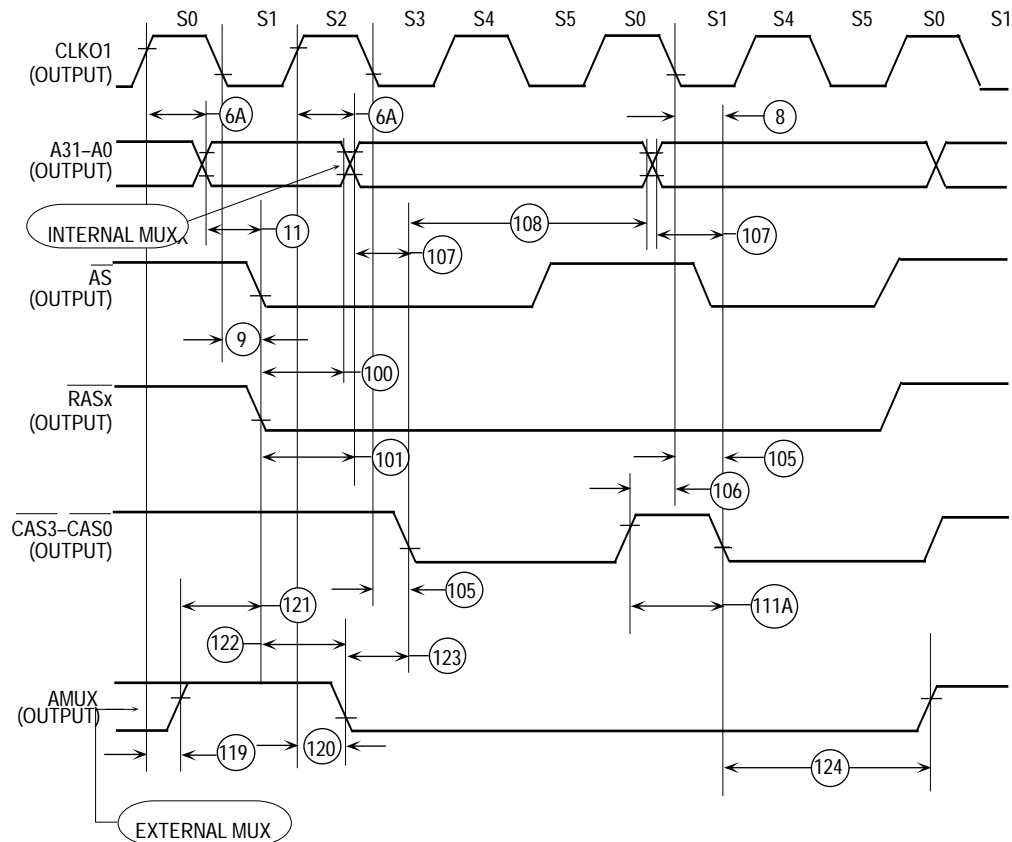 S0 S1 S2 S3 S4 S5 S0 S1 S4 S5 S0 S1
CLKO1
(OUTPUT)
6A 6A 8
A31–A0
(OUTPUT)
INTERNAL MUX
11 108 107 107
AS
(OUTPUT)
9
100
RASx
(OUTPUT)
101 105
106
CAS3–CAS0
(OUTPUT)
105
121 111A
122 123
AMUX
(OUTPUT)
119 120 124
EXTERNAL MUX